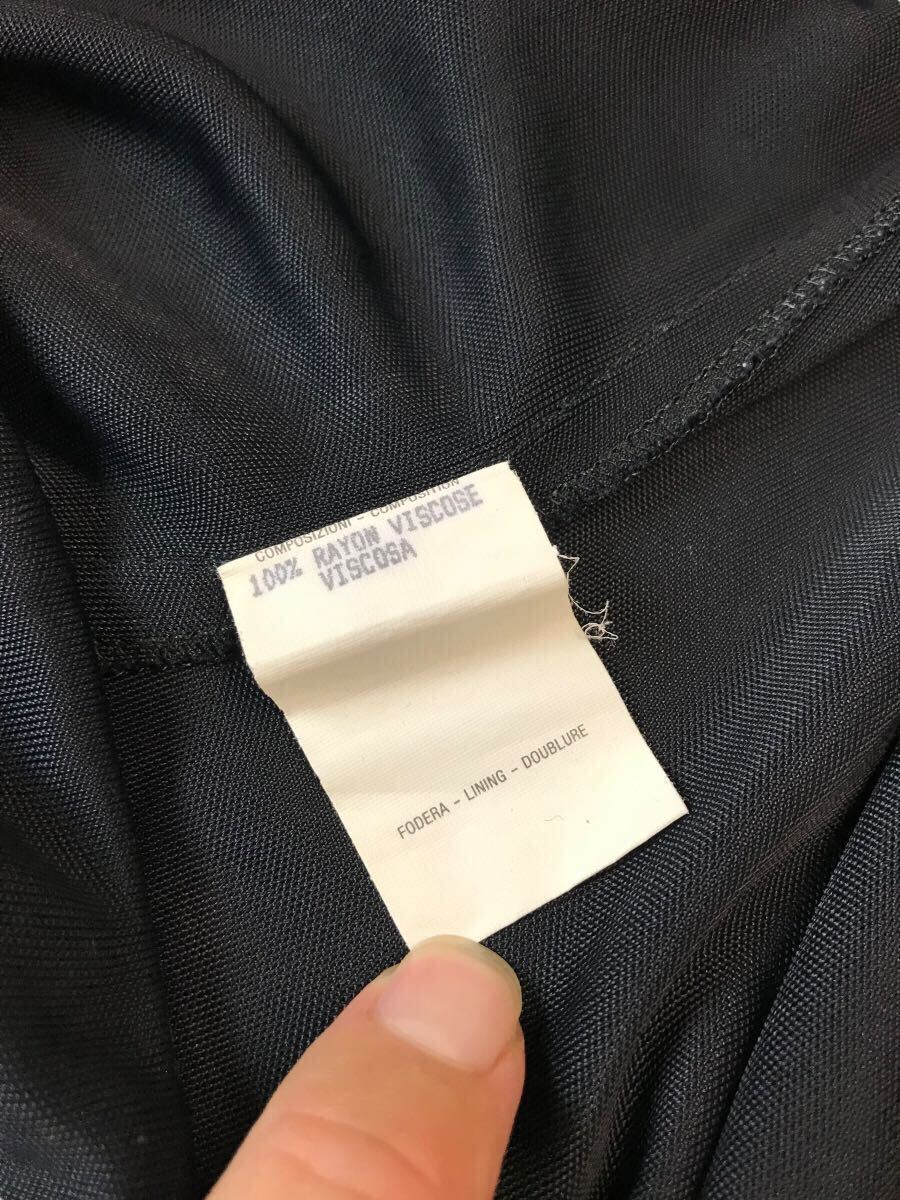 COMPOSIZIONI - COMPOSITION
100% RAYON VISCOSE
VISCOSA
FODERA - LINING - DOUBLURE